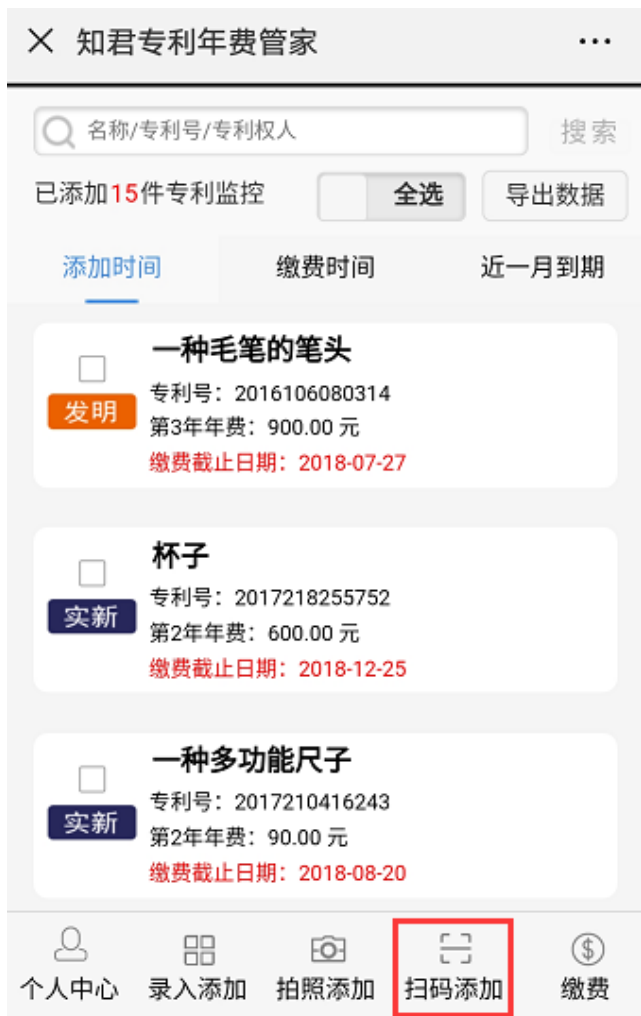 知君专利年费管家
名称/专利号/专利权人
搜索
已添加15件专利监控
全选
导出数据
添加时间
缴费时间
近一月到期
一种毛笔的笔头
发明
专利号：2016106080314
第3年年费：900.00 元
缴费截止日期：2018-07-27
杯子
实新
专利号：2017218255752
第2年年费：600.00 元
缴费截止日期：2018-12-25
一种多功能尺子
实新
专利号：2017210416243
第2年年费：90.00 元
缴费截止日期：2018-08-20
个人中心
录入添加
拍照添加
扫码添加
缴费